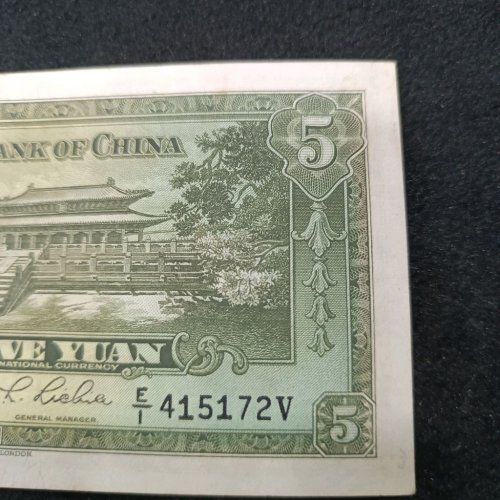 ANK OF CHINA
5
VE YUAN
NATIONAL CURRENCY
GENERAL MANAGER
E/I 415172V
5
LONDON